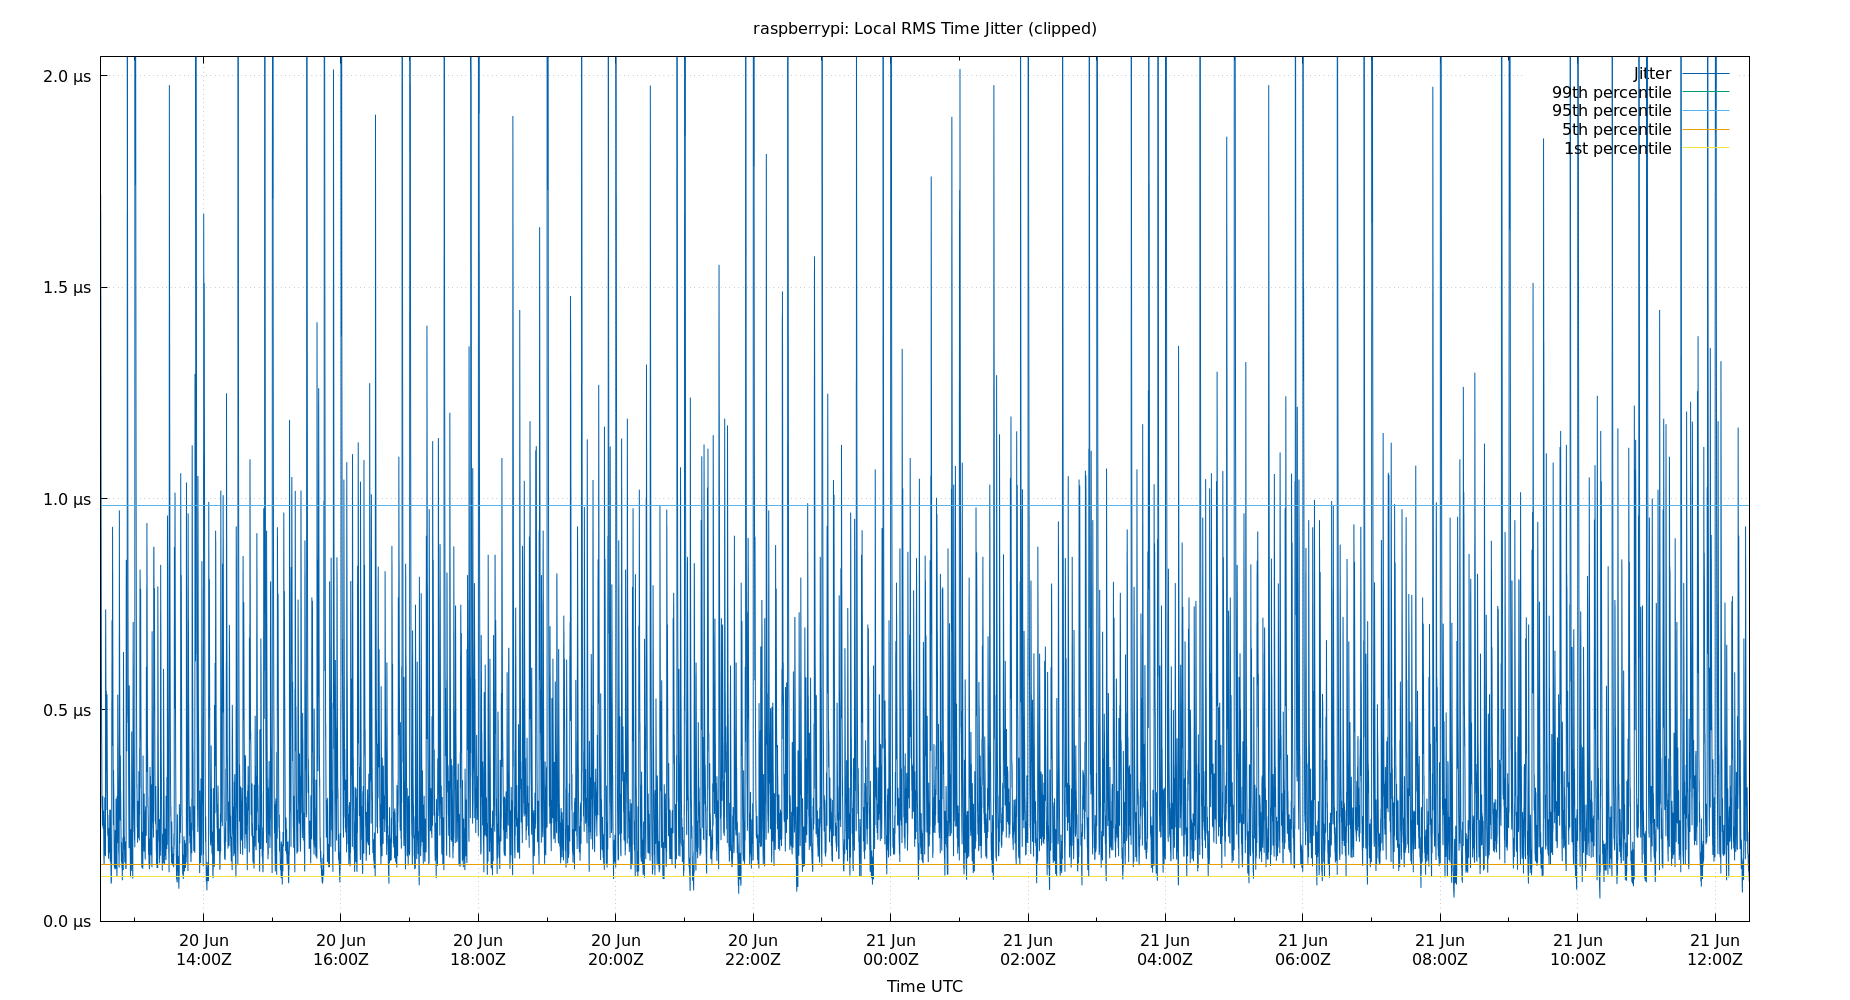 raspberrypi: Local RMS Time Jitter (clipped)
2.0 µs
1.5 µs
1.0 µs
0.5 µs
0.0 µs
Jitter
99th percentile
95th percentile
5th percentile
1st percentile
20 Jun 20 Jun 20 Jun 20 Jun 20 Jun 21 Jun 21 Jun 21 Jun 21 Jun 21 Jun 21 Jun 21 Jun
14:00Z 16:00Z 18:00Z 20:00Z 22:00Z 00:00Z 02:00Z 04:00Z 06:00Z 08:00Z 10:00Z 12:00Z
Time UTC